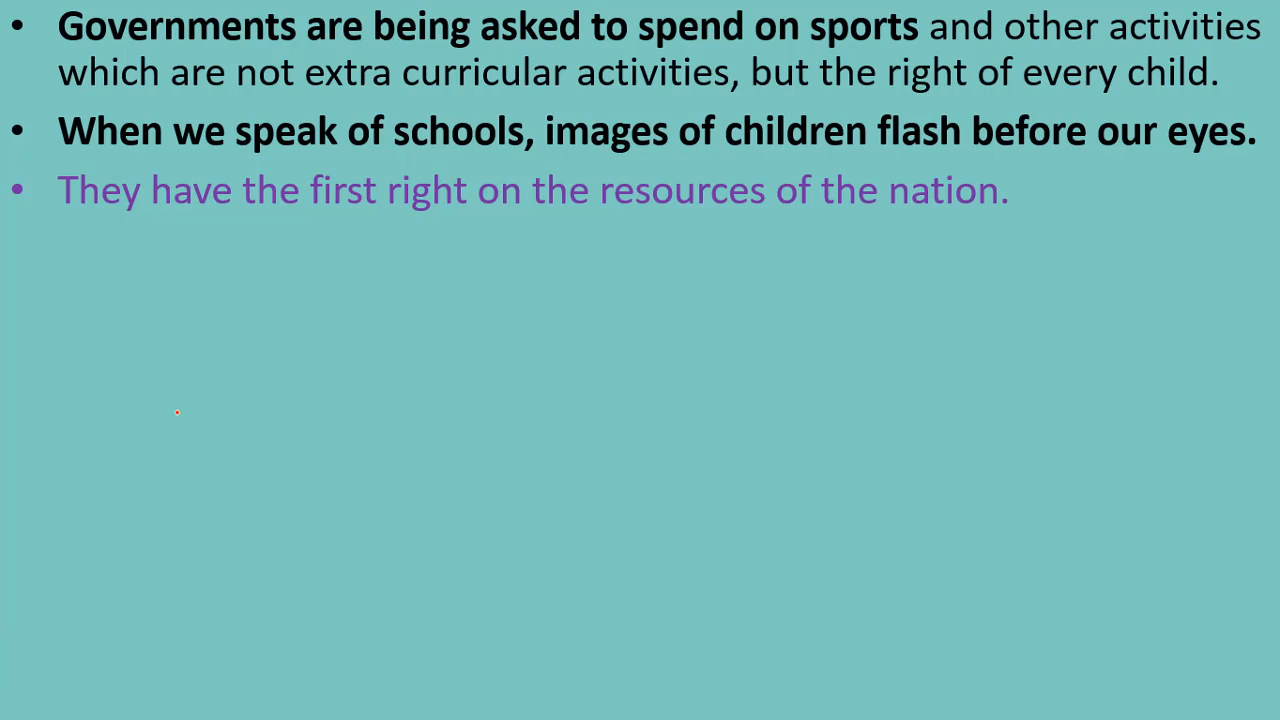 • Governments are being asked to spend on sports and other activities
which are not extra curricular activities, but the right of every child.
• When we speak of schools, images of children flash before our eyes.
• They have the first right on the resources of the nation.